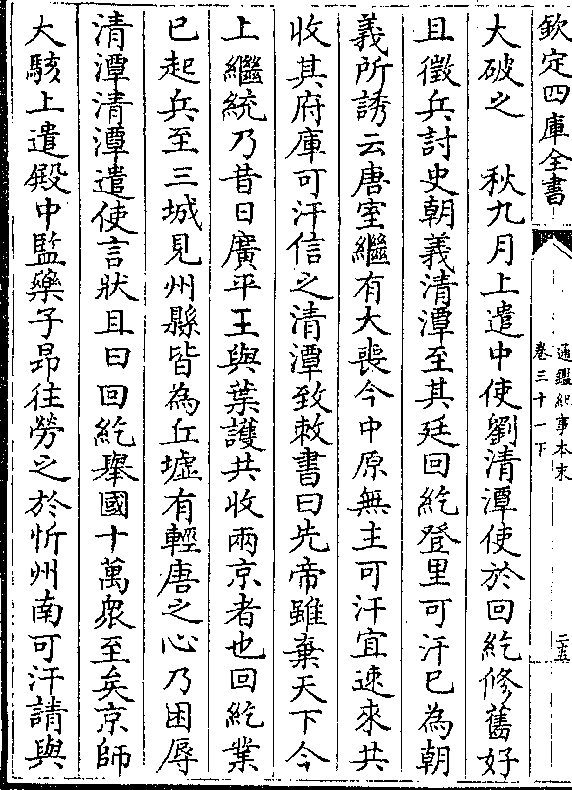 欽定四庫全書
通鑑紀事本末
卷三十一下
二五
大破之　秋九月上遣中使劉清潭使於回紇修舊好
且徵兵討史朝義清潭至其廷回紇登里可汗已為朝
義所誘云唐室繼有大喪今中原無主可汗宜速來共
收其府庫可汗信之清潭致敕書曰先帝雖棄天下今
上繼統乃昔日廣平王與葉護共收兩京者也回紇業
已起兵至三城見州縣皆為丘墟有輕唐之心乃困辱
清潭清潭遣使言狀且曰回紇舉國十萬衆至矣京師
大駭上遣殿中監藥子昂往勞之於忻州南可汗請與